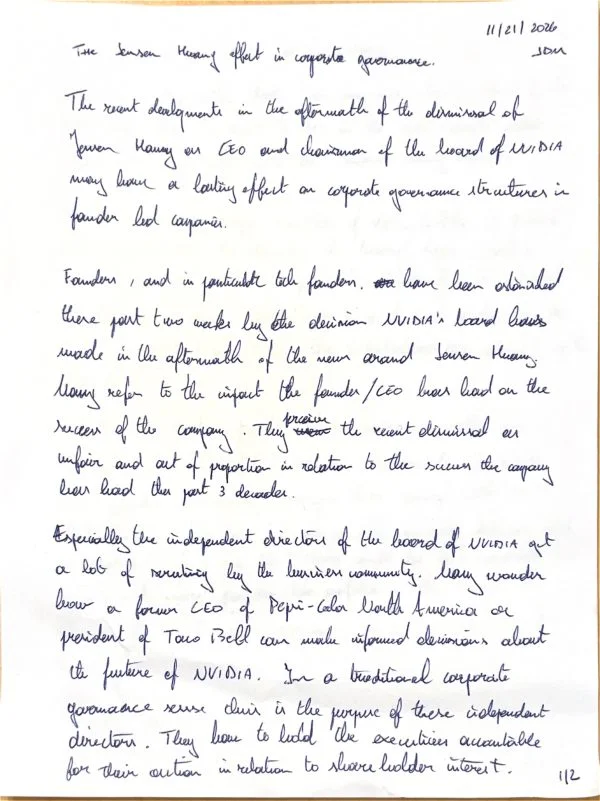 11/21/2026
The Jensen Huang effect in corporate governance.
JDM
The recent developments in the aftermath of the dismissal of
Jensen Huang as CEO and chairman of the board of NVIDIA
may have a lasting effect on corporate governance structures in
founder led companies.
Founders, and in particular tech founders, have been astonished
these past two weeks by the decision NVIDIA's board has
made in the aftermath of the news around Jensen Huang.
Many refer to the impact the founder/CEO has had on the
success of the company. They perceive the recent dismissal as
unfair and out of proportion in relation to the success the company
has had the past 3 decades.
Especially the independent directors of the board of NVIDIA get
a lot of scrutiny by the business community. Many wonder
how a former CEO of Pepsi-Cola North America or
president of Taco Bell can make informed decisions about
the future of NVIDIA. In a traditional corporate
governance sense this is the purpose of these independent
directors. They have to hold the executives accountable
for their action in relation to shareholder interest.
1/2